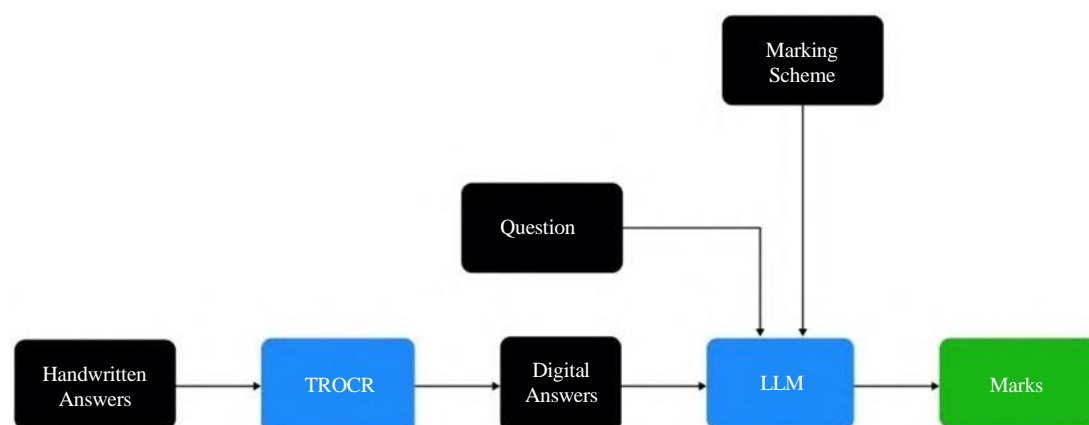 Marking
Scheme
Question
Handwritten
Answers
TROCR
Digital
Answers
LLM
Marks